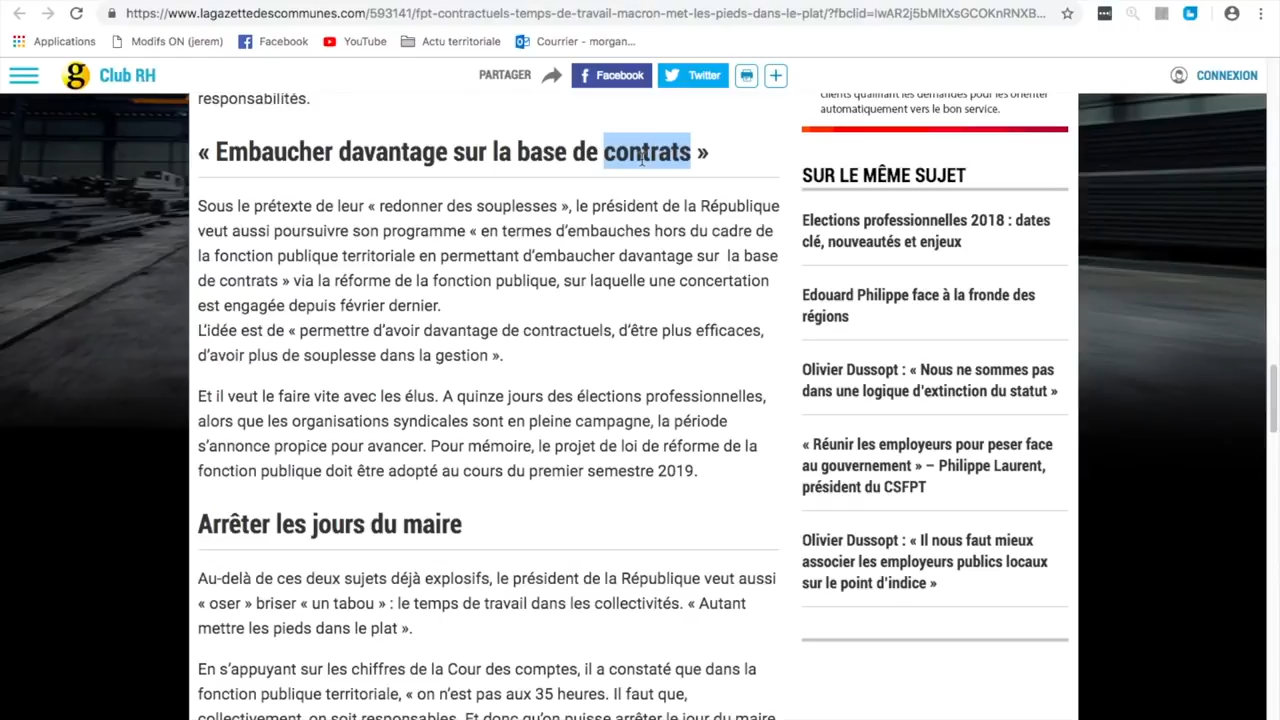 https://www.lagazettedescommunes.com/593141/fpt-contractuels-temps-de-travail-macron-met-les-pieds-dans-le-plat/?fbclid=IwAR2j5bMltXsGCOKnRNXB...
Applications
Modifs ON (jerem)
Facebook
YouTube
Actu territoriale
Courrier - morgan...
g Club RH
PARTAGER
Facebook
Twitter
CONNEXION
responsabilités.
« Embaucher davantage sur la base de contrats »
Sous le prétexte de leur « redonner des souplesses », le président de la République
veut aussi poursuivre son programme « en termes d’embauches hors du cadre de
la fonction publique territoriale en permettant d’embaucher davantage sur la base
de contrats » via la réforme de la fonction publique, sur laquelle une concertation
est engagée depuis février dernier.
L’idée est de « permettre d’avoir davantage de contractuels, d’être plus efficaces,
d’avoir plus de souplesse dans la gestion ».
Et il veut le faire vite avec les élus. A quinze jours des élections professionnelles,
alors que les organisations syndicales sont en pleine campagne, la période
s’annonce propice pour avancer. Pour mémoire, le projet de loi de réforme de la
fonction publique doit être adopté au cours du premier semestre 2019.
Arrêter les jours du maire
Au-delà de ces deux sujets déjà explosifs, le président de la République veut aussi
« oser » briser « un tabou » : le temps de travail dans les collectivités. « Autant
mettre les pieds dans le plat ».
En s’appuyant sur les chiffres de la Cour des comptes, il a constaté que dans la
fonction publique territoriale, « on n’est pas aux 35 heures. Il faut que,
collectivement, on soit responsables. Et donc qu’on puisse arrêter le jour du maire
clients qualifiant les demandes pour les orienter
automatiquement vers le bon service.
SUR LE MÊME SUJET
Elections professionnelles 2018 : dates
clé, nouveautés et enjeux
Edouard Philippe face à la fronde des
régions
Olivier Dussopt : « Nous ne sommes pas
dans une logique d’extinction du statut »
« Réunir les employeurs pour peser face
au gouvernement » – Philippe Laurent,
président du CSFPT
Olivier Dussopt : « Il nous faut mieux
associer les employeurs publics locaux
sur le point d’indice »